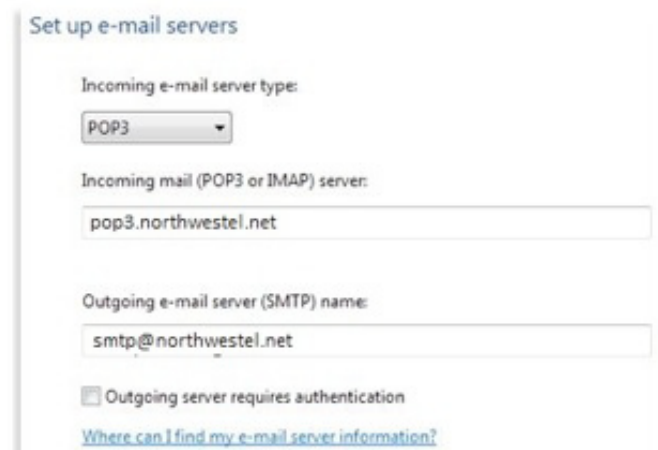 Set up e-mail servers
Incoming e-mail server type:
POP3
Incoming mail (POP3 or IMAP) server:
pop3.northwestel.net
Outgoing e-mail server (SMTP) name:
smtp@northwestel.net
Outgoing server requires authentication
Where can I find my e-mail server information?